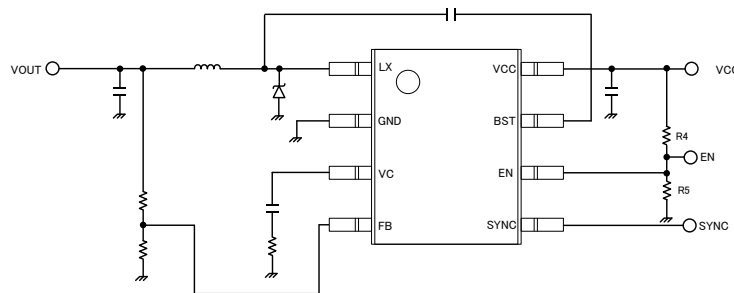 VOUT
LX
VCC
VCC
GND
BST
R4
EN
VC
EN
R5
FB
SYNC
SYNC